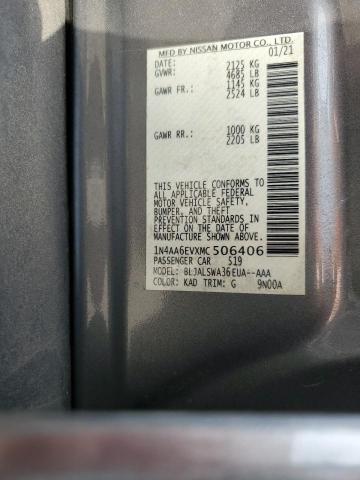 MFD BY NISSAN MOTOR CO., LTD.
DATE: 01/21
GVWR: 2125 KG
4685 LB
GAWR FR.: 1145 KG
2524 LB
GAWR RR.: 1000 KG
2205 LB
THIS VEHICLE CONFORMS TO
ALL APPLICABLE FEDERAL
MOTOR VEHICLE SAFETY,
BUMPER, AND THEFT
PREVENTION STANDARDS IN
EFFECT ON THE DATE OF
MANUFACTURE SHOWN ABOVE.
1N4AA6EVXMC506406
PASSENGER CAR 519
MODEL: BLJALSWA36EUA--AAA
COLOR: KAD TRIM: G 9N00A